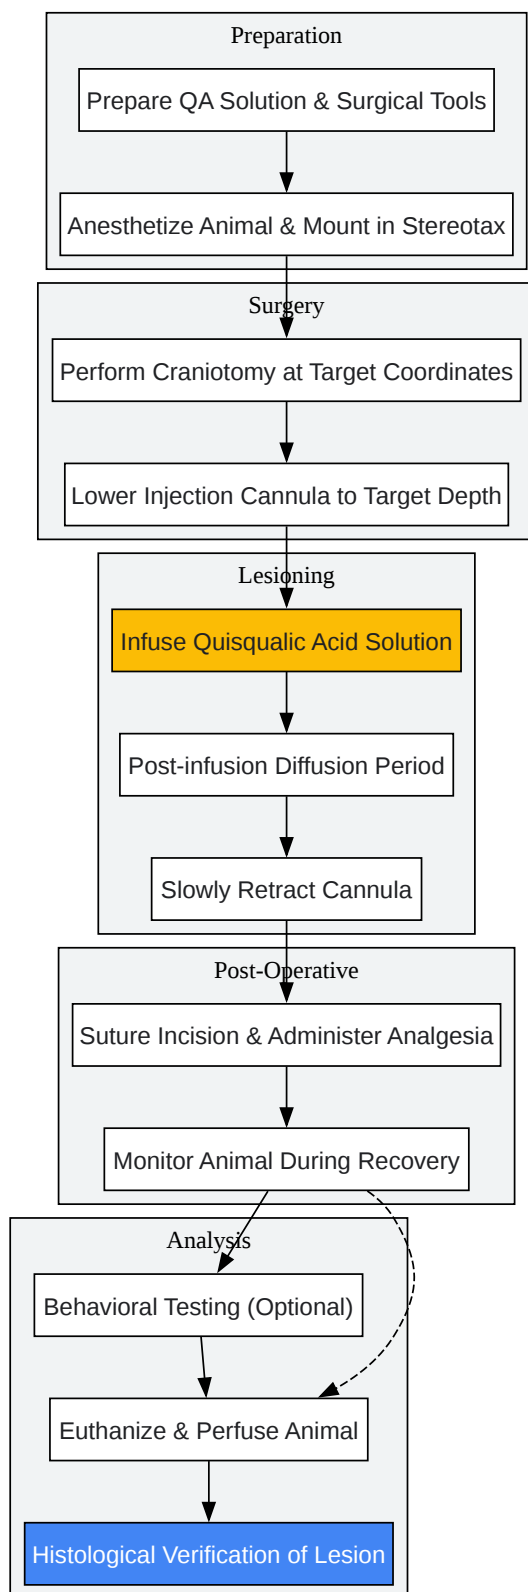 Preparation
Prepare QA Solution & Surgical Tools
Anesthetize Animal & Mount in Stereotax
Surgery
Perform Craniotomy at Target Coordinates
Lower Injection Cannula to Target Depth
Lesioning
Infuse Quisqualic Acid Solution
Post-infusion Diffusion Period
Slowly Retract Cannula
Post-Operative
Suture Incision & Administer Analgesia
Monitor Animal During Recovery
Analysis
Behavioral Testing (Optional)
Euthanize & Perfuse Animal
Histological Verification of Lesion